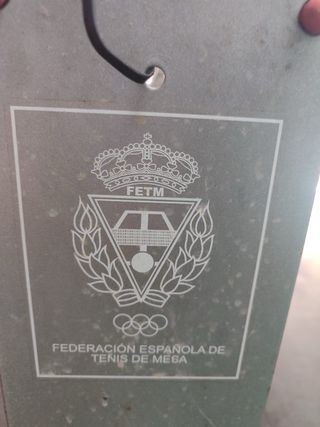 FETM
FEDERACIÓN ESPAÑOLA DE
TENIS DE MESA